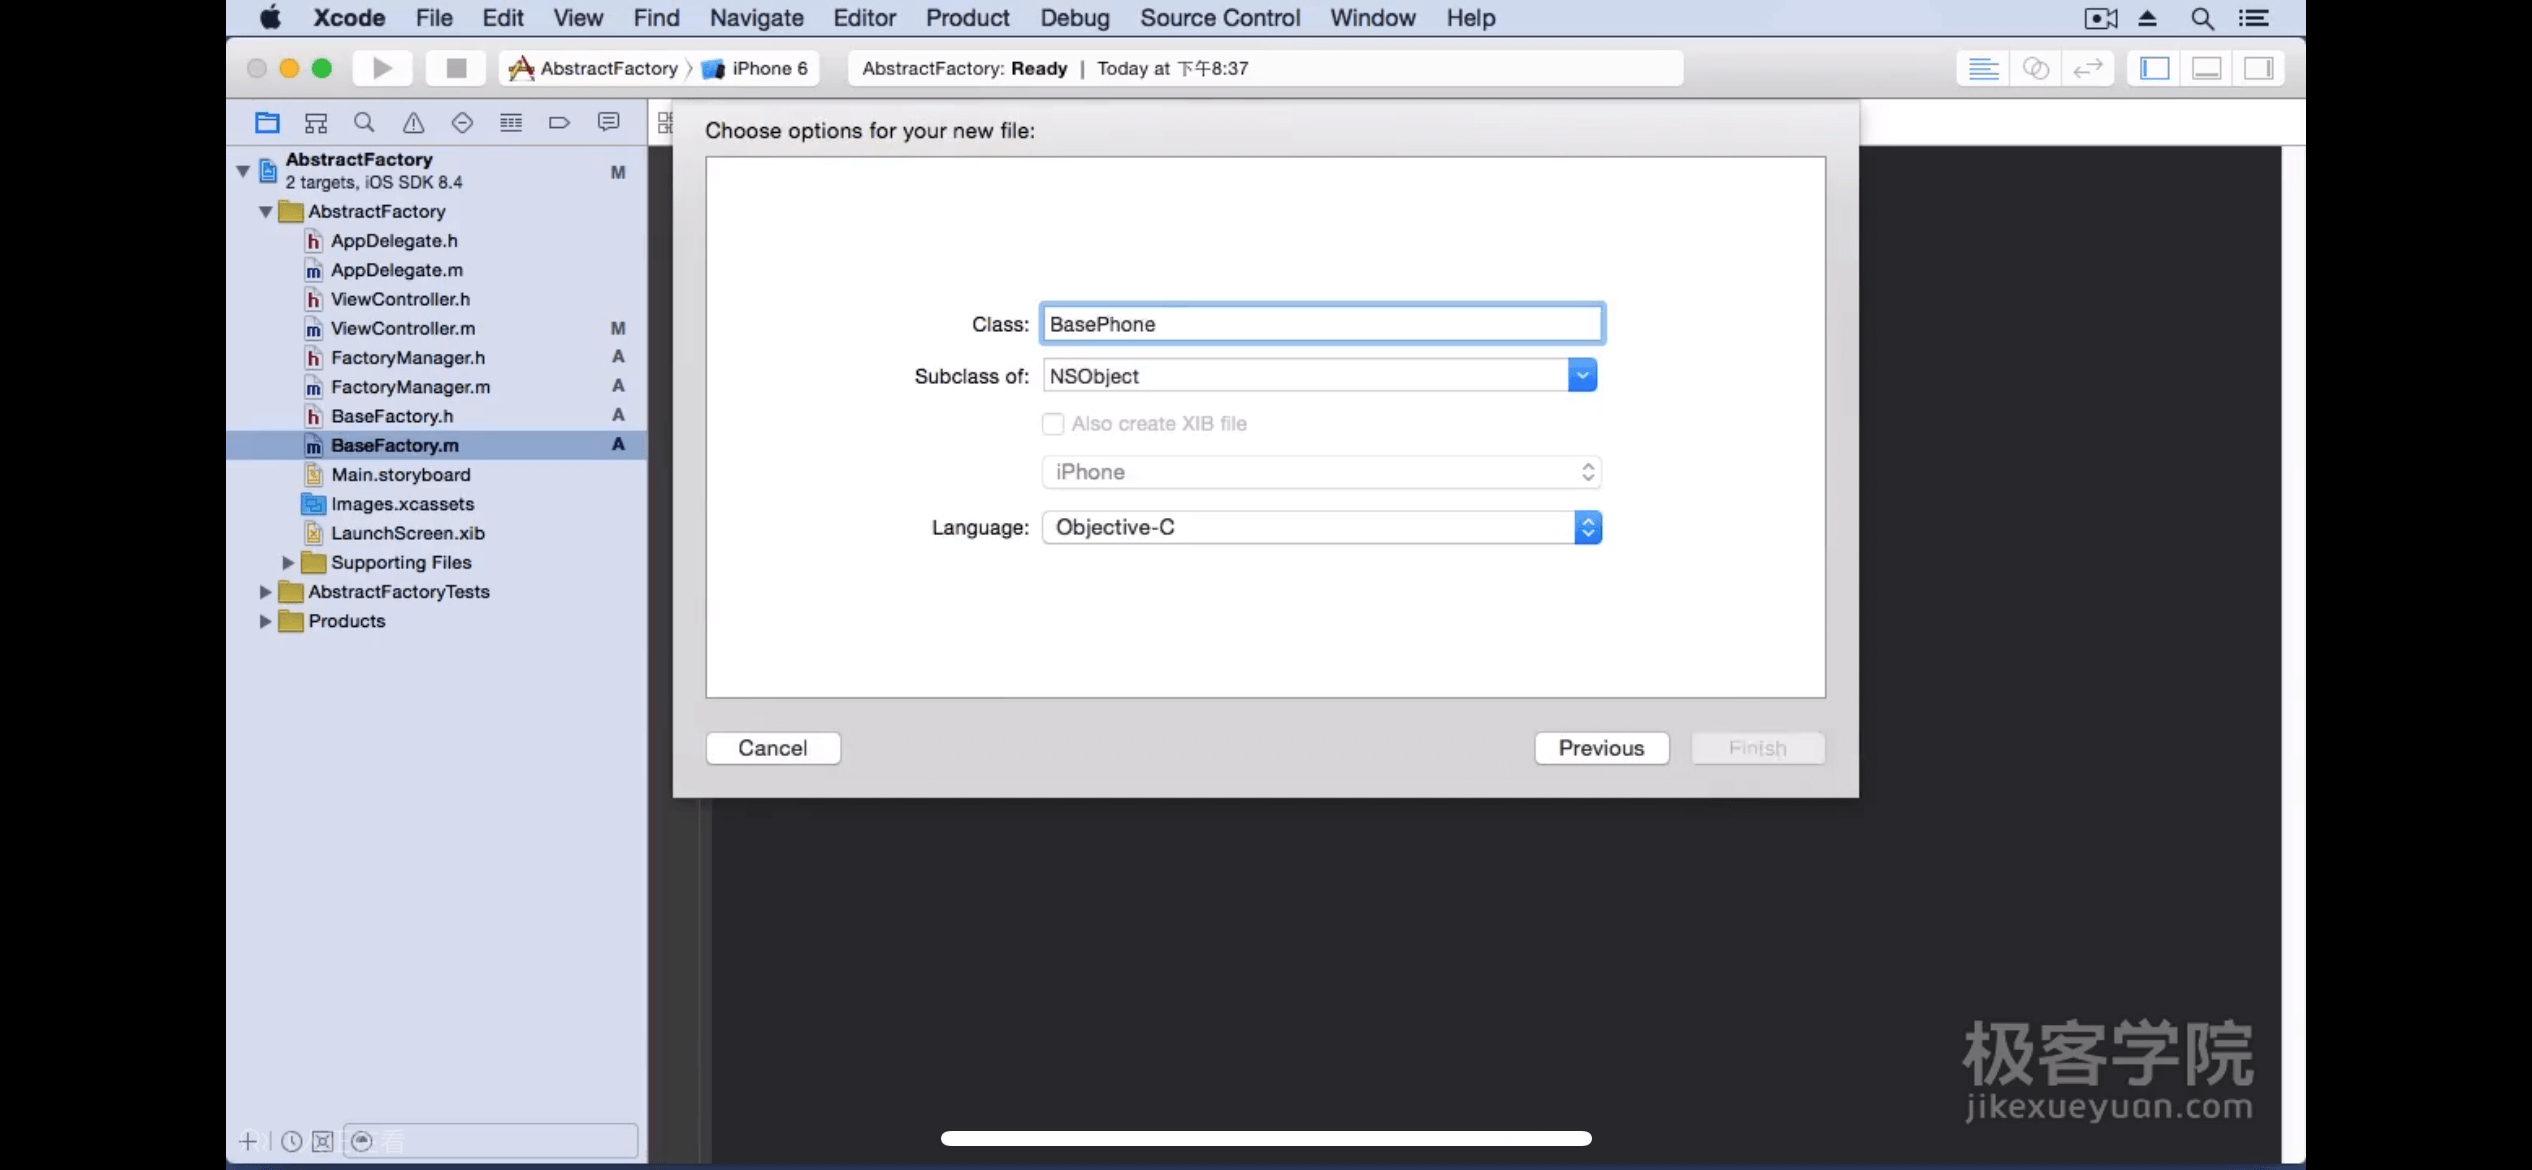 Xcode File Edit View Find Navigate Editor Product Debug Source Control Window Help
AbstractFactory iPhone 6 AbstractFactory: Ready | Today at 下午8:37
Choose options for your new file:
AbstractFactory
2 targets, iOS SDK 8.4 M
AbstractFactory
AppDelegate.h
AppDelegate.m
ViewController.h
ViewController.m M
FactoryManager.h A
FactoryManager.m A
BaseFactory.h A
BaseFactory.m A
Main.storyboard
Images.xcassets
LaunchScreen.xib
Supporting Files
AbstractFactoryTests
Products
Class: BasePhone
Subclass of: NSObject
Also create XIB file
iPhone
Language: Objective-C
Cancel Previous Finish
极客学院
jikexueyuan.com